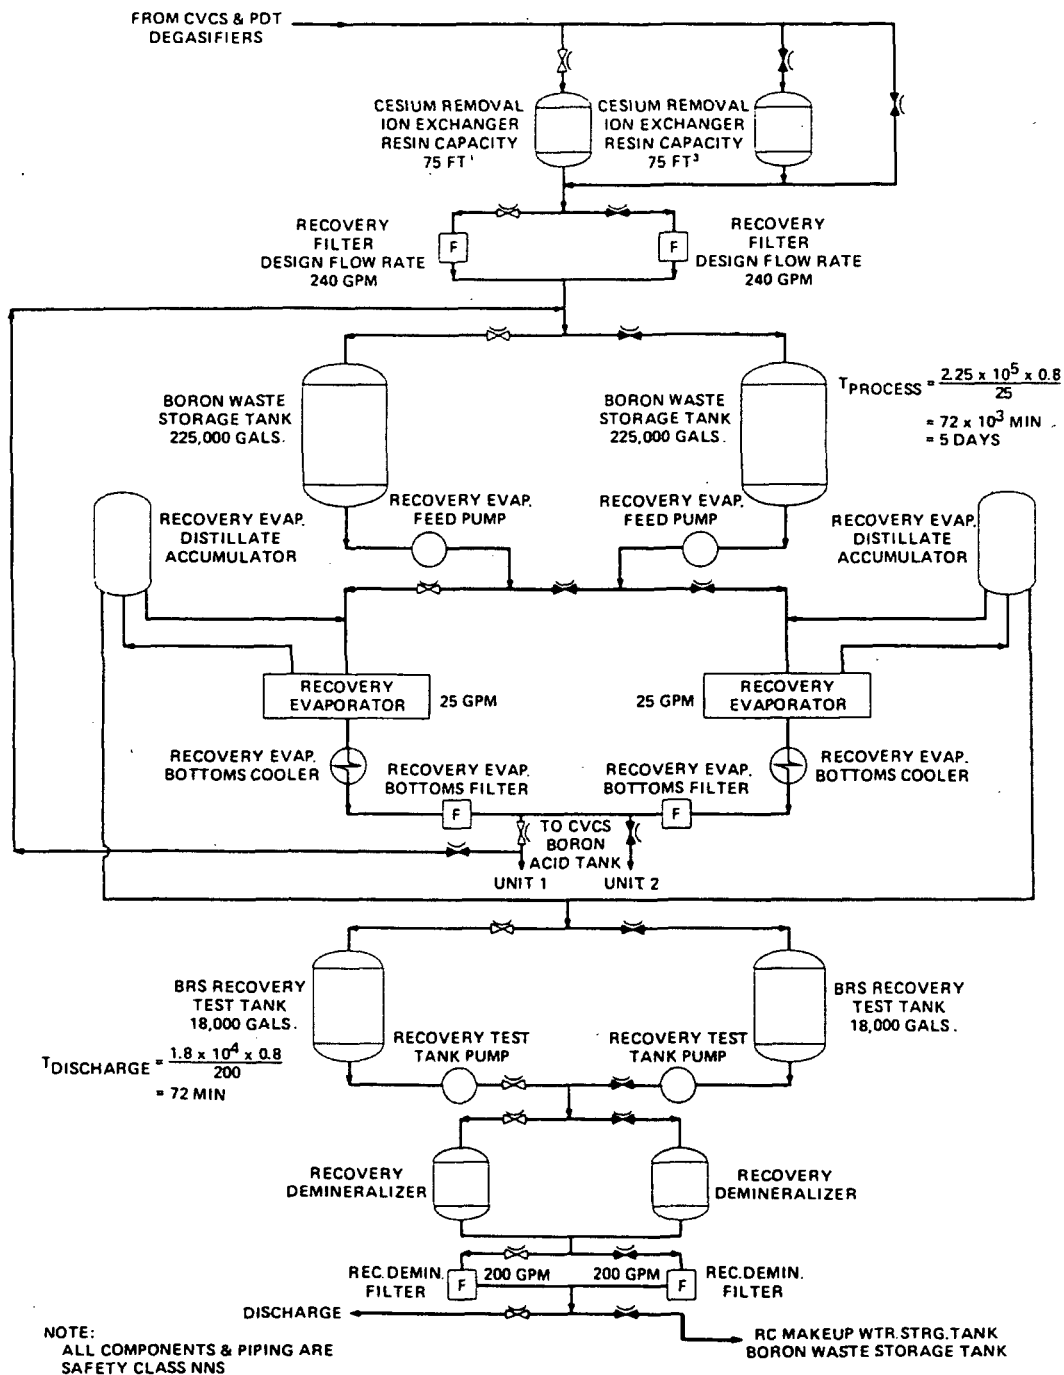 FROM CVCS & PDT
DEGASIFIERS
CESIUM REMOVAL
ION EXCHANGER
RESIN CAPACITY
75 FT'
CESIUM REMOVAL
ION EXCHANGER
RESIN CAPACITY
75 FT³
RECOVERY
FILTER
DESIGN FLOW RATE
240 GPM
F
F
RECOVERY
FILTER
DESIGN FLOW RATE
240 GPM
BORON WASTE
STORAGE TANK
225,000 GALS.
BORON WASTE
STORAGE TANK
225,000 GALS.
T PROCESS = 2.25 x 10⁵ x 0.8
25
= 72 x 10³ MIN
= 5 DAYS
RECOVERY EVAP.
DISTILLATE
ACCUMULATOR
RECOVERY EVAP.
FEED PUMP
RECOVERY EVAP.
FEED PUMP
RECOVERY EVAP.
DISTILLATE
ACCUMULATOR
RECOVERY
EVAPORATOR
25 GPM
25 GPM
RECOVERY
EVAPORATOR
RECOVERY EVAP.
BOTTOMS COOLER
RECOVERY EVAP.
BOTTOMS FILTER
RECOVERY EVAP.
BOTTOMS FILTER
RECOVERY EVAP.
BOTTOMS COOLER
F
F
TO CVCS
BORON
ACID TANK
UNIT 1
UNIT 2
BRS RECOVERY
TEST TANK
18,000 GALS.
BRS RECOVERY
TEST TANK
18,000 GALS.
T DISCHARGE = 1.8 x 10⁴ x 0.8
200
= 72 MIN
RECOVERY TEST
TANK PUMP
RECOVERY TEST
TANK PUMP
RECOVERY
DEMINERALIZER
RECOVERY
DEMINERALIZER
REC.DEMIN.
FILTER
F
200 GPM
200 GPM
F
REC.DEMIN.
FILTER
DISCHARGE
RC MAKEUP WTR.STRG.TANK
BORON WASTE STORAGE TANK
NOTE:
ALL COMPONENTS & PIPING ARE
SAFETY CLASS NNS